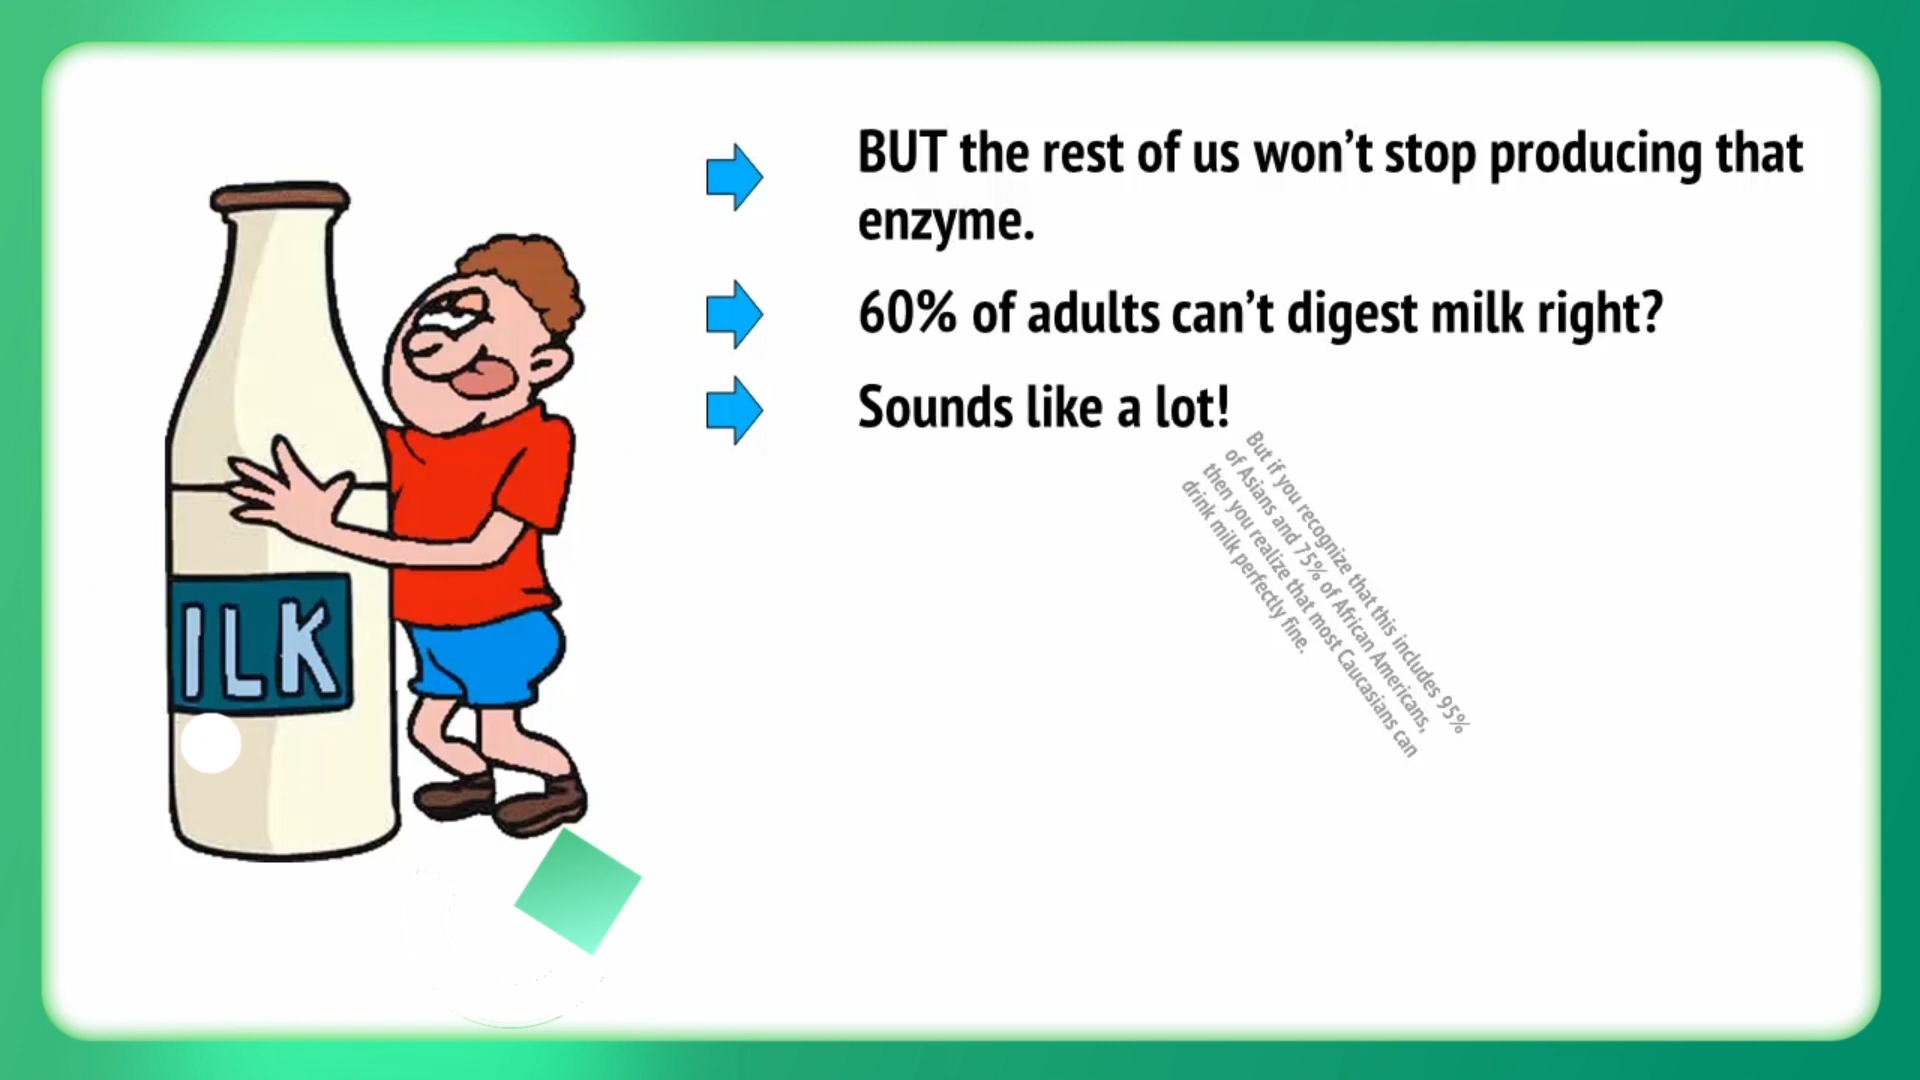 BUT the rest of us won’t stop producing that
enzyme.
60% of adults can’t digest milk right?
Sounds like a lot!
But if you recognize that this includes 95%
of Asians and 75% of African Americans,
then you realize that most Caucasians can
drink milk perfectly fine.
ILK